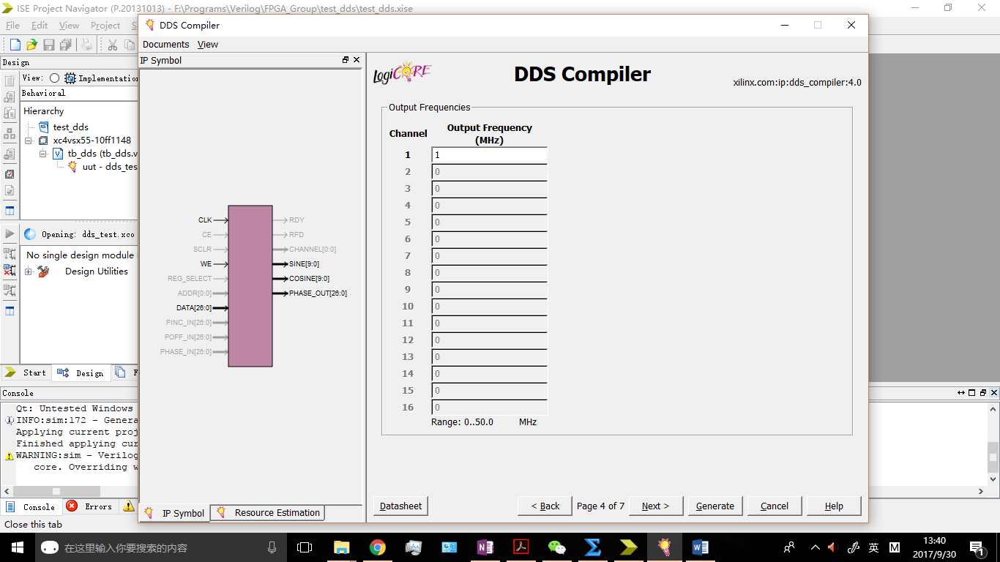 ISE Project Navigator (P.20131013) - F:\Programs\Verilog\FPGA_Group\test_dds\test_dds.xise
File Edit View Project
Design
View: Implementation
Behavioral
Hierarchy
test_dds
xc4vsx55-10ff1148
tb_dds (tb_dds.v
uut - dds_tes
Opening: dds_test.xco
No single design module
Design Utilities
Start Design
Console
Qt: Untested Windows
INFO:sim:172 - Genera
Applying current proj
Finished applying cur
WARNING:sim - Verilog
core. Overriding w
Console Errors
Close this tab
DDS Compiler
Documents View
IP Symbol
CLK
CE
SCLR
WE
REG_SELECT
ADDR[0:0]
DATA[26:0]
PINC_IN[26:0]
POFF_IN[26:0]
PHASE_IN[26:0]
RDY
RFD
CHANNEL[0:0]
SINE[9:0]
COSINE[9:0]
PHASE_OUT[26:0]
IP Symbol Resource Estimation
LogiCORE
DDS Compiler
xilinx.com:ip:dds_compiler:4.0
Output Frequencies
Channel Output Frequency (MHz)
1 1
2 0
3 0
4 0
5 0
6 0
7 0
8 0
9 0
10 0
11 0
12 0
13 0
14 0
15 0
16 0
Range: 0..50.0 MHz
Datasheet < Back Page 4 of 7 Next > Generate Cancel Help
在这里输入你要搜索的内容
英 M
13:40
2017/9/30
1